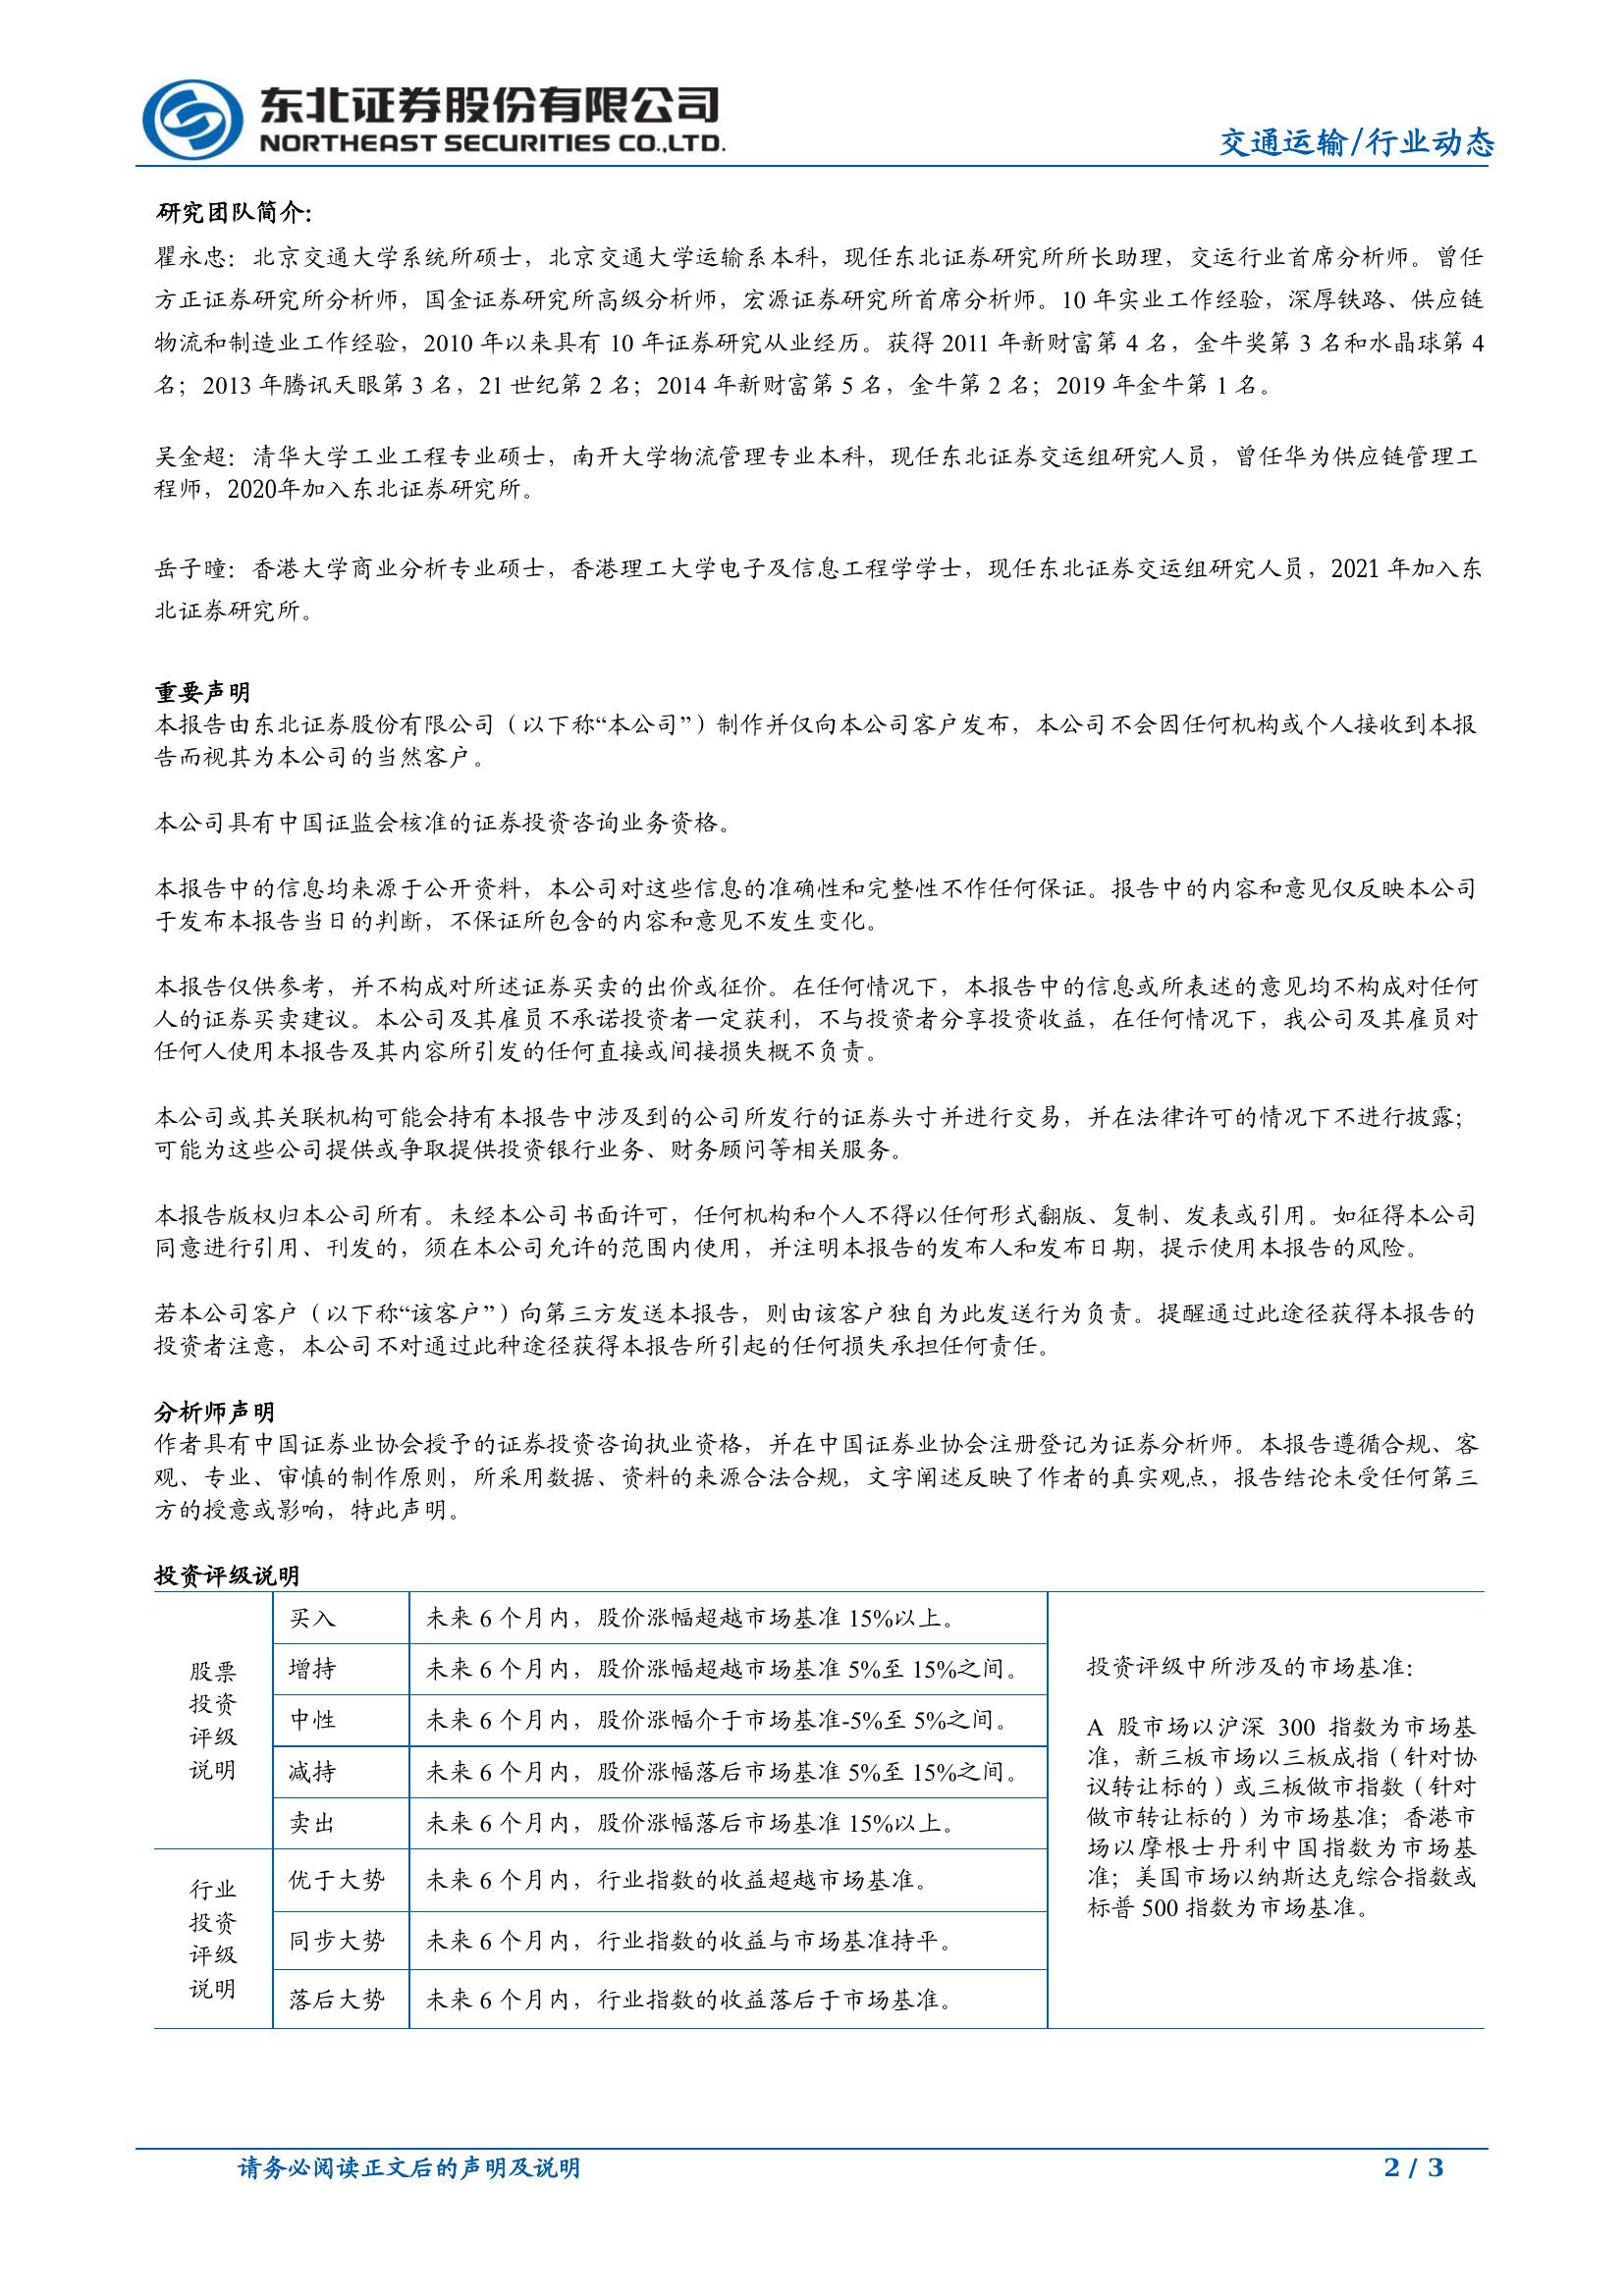 东北证券股份有限公司
NORTHEAST SECURITIES CO.,LTD.
交通运输/行业动态
研究团队简介：
瞿永忠：北京交通大学系统所硕士，北京交通大学运输系本科，现任东北证券研究所所长助理，交运行业首席分析师。曾任
方正证券研究所分析师，国金证券研究所高级分析师，宏源证券研究所首席分析师。10 年实业工作经验，深厚铁路、供应链
物流和制造业工作经验，2010 年以来具有 10 年证券研究从业经历。获得 2011 年新财富第 4 名，金牛奖第 3 名和水晶球第 4
名；2013 年腾讯天眼第 3 名，21 世纪第 2 名；2014 年新财富第 5 名，金牛第 2 名；2019 年金牛第 1 名。
吴金超：清华大学工业工程专业硕士，南开大学物流管理专业本科，现任东北证券交运组研究人员，曾任华为供应链管理工
程师，2020年加入东北证券研究所。
岳子曈：香港大学商业分析专业硕士，香港理工大学电子及信息工程学学士，现任东北证券交运组研究人员，2021 年加入东
北证券研究所。
重要声明
本报告由东北证券股份有限公司（以下称“本公司”）制作并仅向本公司客户发布，本公司不会因任何机构或个人接收到本报
告而视其为本公司的当然客户。
本公司具有中国证监会核准的证券投资咨询业务资格。
本报告中的信息均来源于公开资料，本公司对这些信息的准确性和完整性不作任何保证。报告中的内容和意见仅反映本公司
于发布本报告当日的判断，不保证所包含的内容和意见不发生变化。
本报告仅供参考，并不构成对所述证券买卖的出价或征价。在任何情况下，本报告中的信息或所表述的意见均不构成对任何
人的证券买卖建议。本公司及其雇员不承诺投资者一定获利，不与投资者分享投资收益，在任何情况下，我公司及其雇员对
任何人使用本报告及其内容所引发的任何直接或间接损失概不负责。
本公司或其关联机构可能会持有本报告中涉及到的公司所发行的证券头寸并进行交易，并在法律许可的情况下不进行披露；
可能为这些公司提供或争取提供投资银行业务、财务顾问等相关服务。
本报告版权归本公司所有。未经本公司书面许可，任何机构和个人不得以任何形式翻版、复制、发表或引用。如征得本公司
同意进行引用、刊发的，须在本公司允许的范围内使用，并注明本报告的发布人和发布日期，提示使用本报告的风险。
若本公司客户（以下称“该客户”）向第三方发送本报告，则由该客户独自为此发送行为负责。提醒通过此途径获得本报告的
投资者注意，本公司不对通过此种途径获得本报告所引起的任何损失承担任何责任。
分析师声明
作者具有中国证券业协会授予的证券投资咨询执业资格，并在中国证券业协会注册登记为证券分析师。本报告遵循合规、客
观、专业、审慎的制作原则，所采用数据、资料的来源合法合规，文字阐述反映了作者的真实观点，报告结论未受任何第三
方的授意或影响，特此声明。
投资评级说明
股票
投资
评级
说明
买入 未来 6 个月内，股价涨幅超越市场基准 15%以上。
增持 未来 6 个月内，股价涨幅超越市场基准 5%至 15%之间。
中性 未来 6 个月内，股价涨幅介于市场基准-5%至 5%之间。
减持 未来 6 个月内，股价涨幅落后市场基准 5%至 15%之间。
卖出 未来 6 个月内，股价涨幅落后市场基准 15%以上。
行业
投资
评级
说明
优于大势 未来 6 个月内，行业指数的收益超越市场基准。
同步大势 未来 6 个月内，行业指数的收益与市场基准持平。
落后大势 未来 6 个月内，行业指数的收益落后于市场基准。
投资评级中所涉及的市场基准：
A 股市场以沪深 300 指数为市场基
准，新三板市场以三板成指（针对协
议转让标的）或三板做市指数（针对
做市转让标的）为市场基准；香港市
场以摩根士丹利中国指数为市场基
准；美国市场以纳斯达克综合指数或
标普 500 指数为市场基准。
请务必阅读正文后的声明及说明
2 / 3